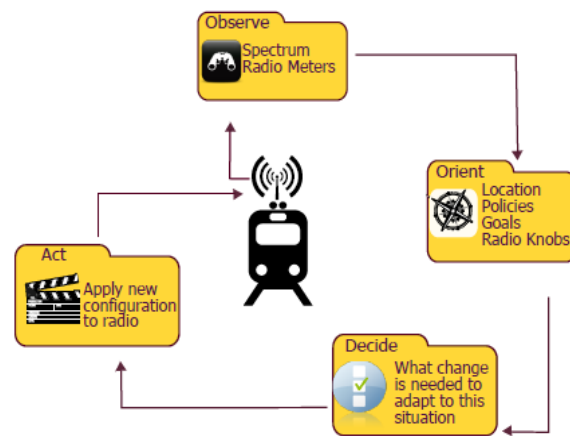 Observe
Spectrum
Radio Meters
Orient
Location
Policies
Goals
Radio Knobs
Decide
What change
is needed to
adapt to this
situation
Act
Apply new
configuration
to radio